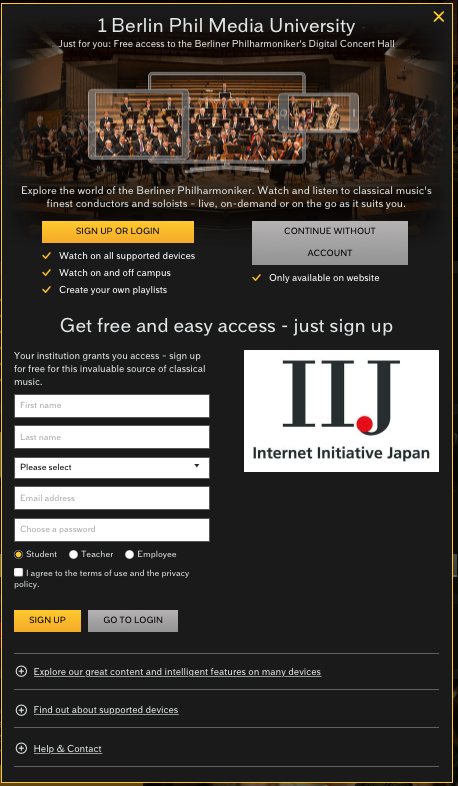 1 Berlin Phil Media University
Just for you: Free access to the Berliner Philharmoniker's Digital Concert Hall
Explore the world of the Berliner Philharmoniker. Watch and listen to classical music's
finest conductors and soloists – live, on-demand or on the go as it suits you.
SIGN UP OR LOGIN
Watch on all supported devices
Watch on and off campus
Create your own playlists
CONTINUE WITHOUT
ACCOUNT
Only available on website
Get free and easy access - just sign up
Your institution grants you access – sign up
for free for this invaluable source of classical
music.
First name
Last name
Please select
Email address
Choose a password
Student Teacher Employee
I agree to the terms of use and the privacy
policy.
SIGN UP GO TO LOGIN
IIJ
Internet Initiative Japan
Explore our great content and intelligent features on many devices
Find out about supported devices
Help & Contact